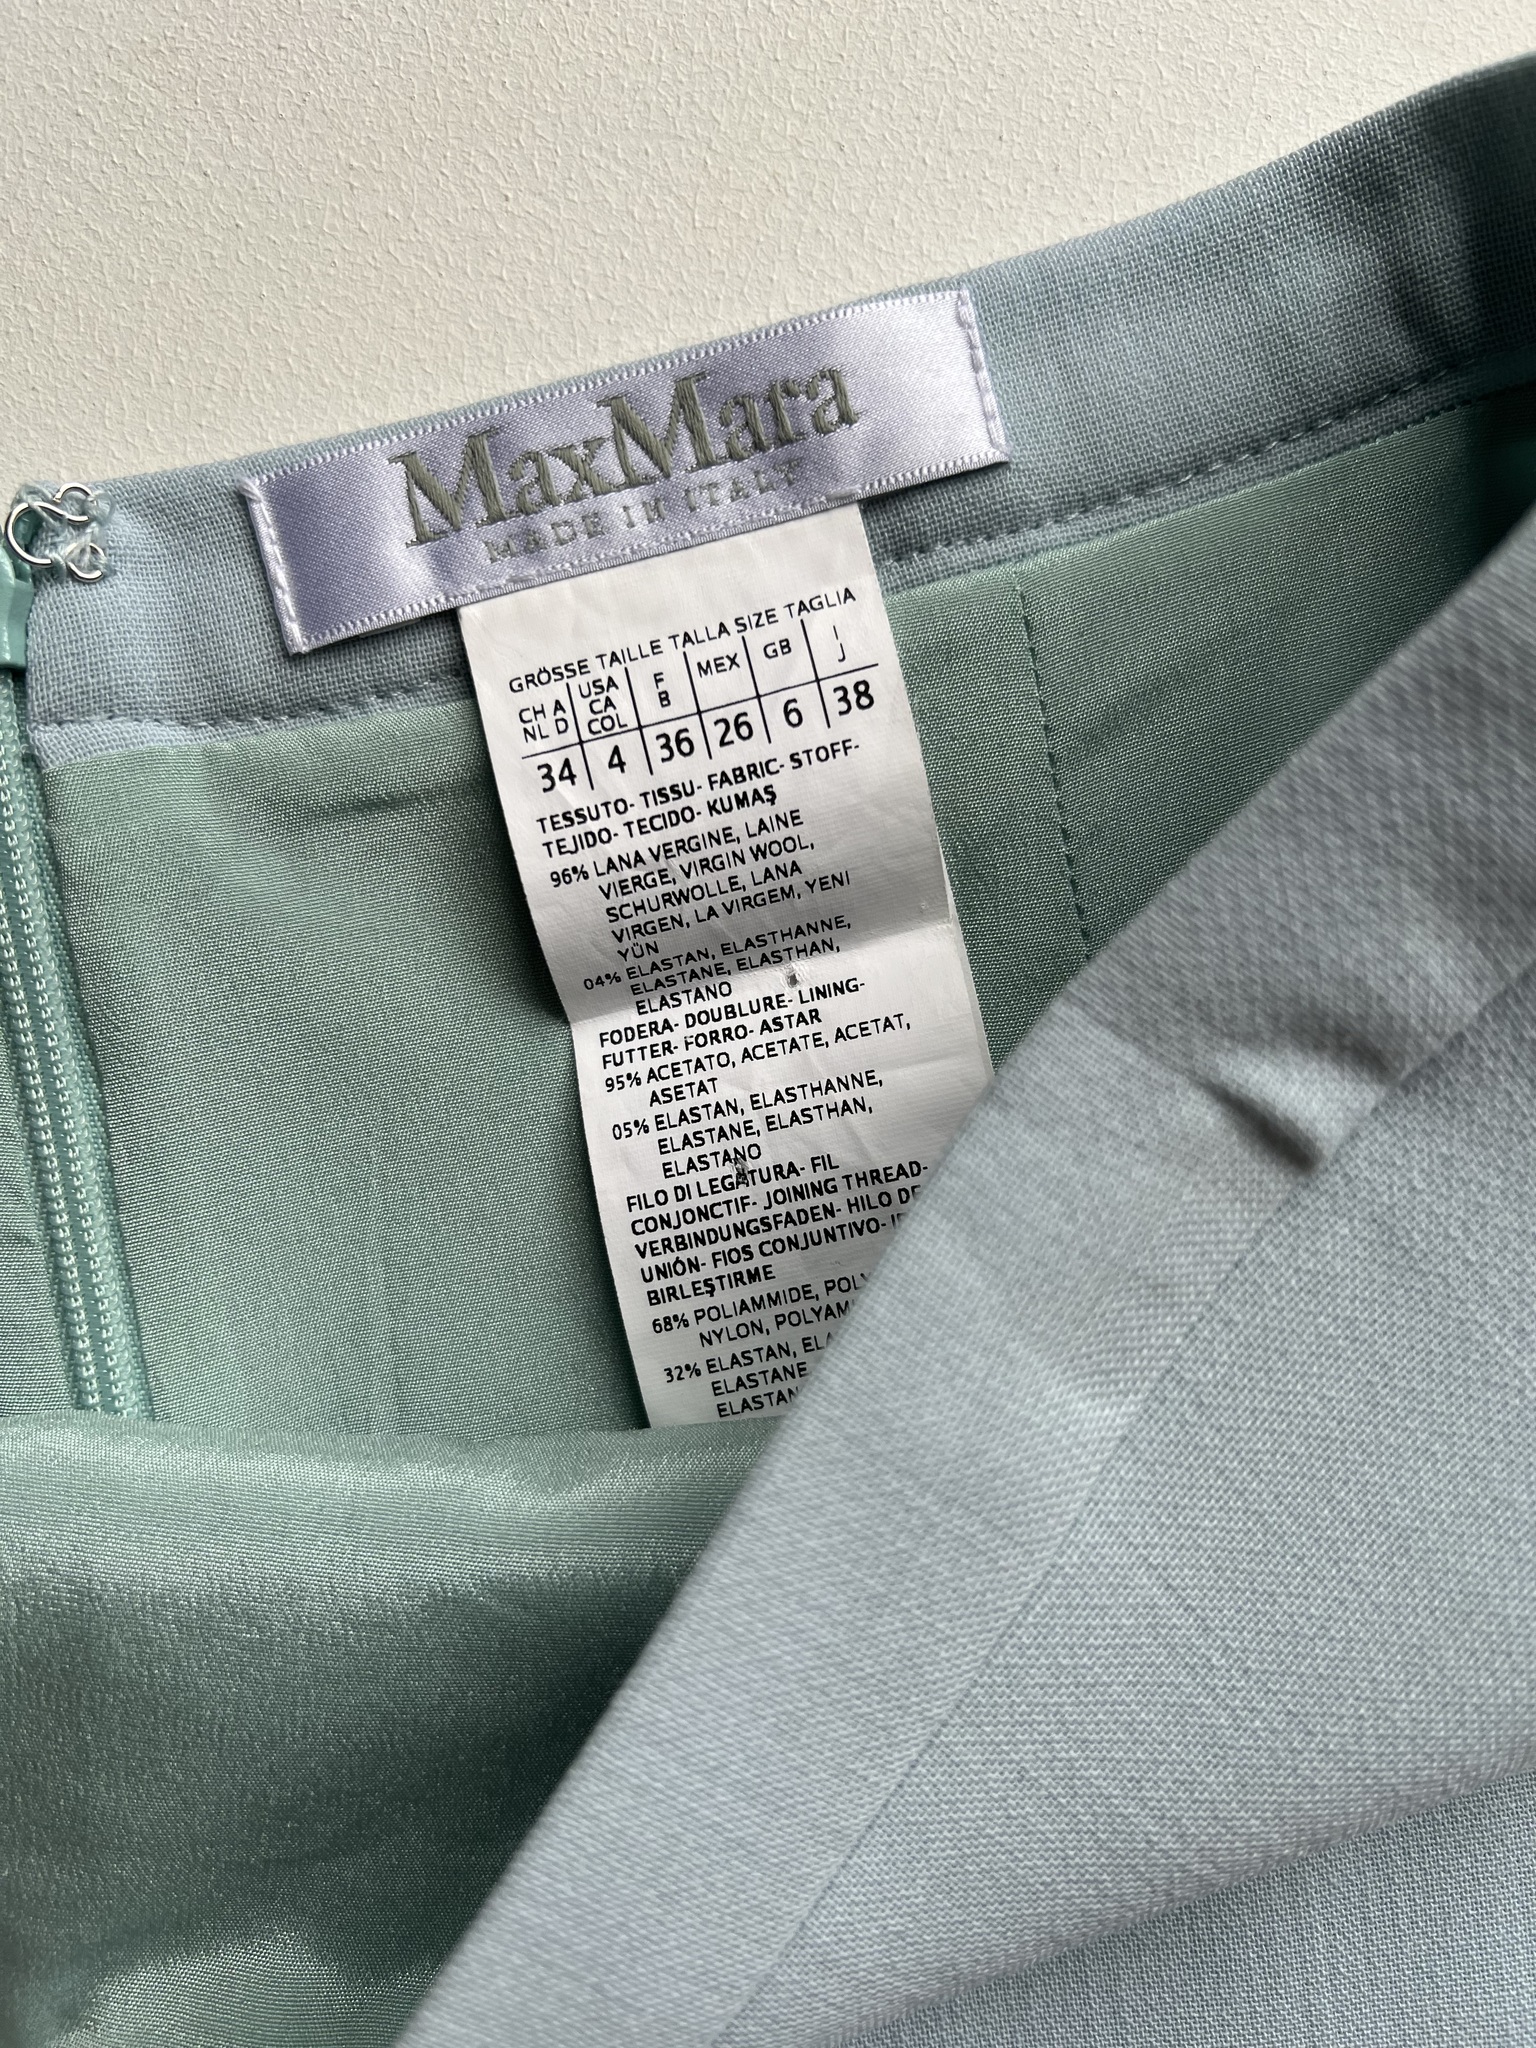 MaxMara
MADE IN ITALY
GRÖSSE TAILLE TALLA SIZE TAGLIA
CH A USA F MEX GB I
NL D CA B J
COL
34 4 36 26 6 38
TESSUTO- TISSU- FABRIC- STOFF-
TEJIDO- TECIDO- KUMAŞ
96% LANA VERGINE, LAINE
VIERGE, VIRGIN WOOL,
SCHURWOLLE, LANA
VIRGEN, LA VIRGEM, YENI
YÜN
04% ELASTAN, ELASTHANNE,
ELASTANE, ELASTHAN,
ELASTANO
FODERA- DOUBLURE- LINING-
FUTTER- FORRO- ASTAR
95% ACETATO, ACETATE, ACETAT,
ASETAT
05% ELASTAN, ELASTHANNE,
ELASTANE, ELASTHAN,
ELASTANO
FILO DI LEGATURA- FIL
CONJONCTIF- JOINING THREAD-
VERBINDUNGSFADEN- HILO DE
UNIÓN- FIOS CONJUNTIVO-
BIRLEŞTIRME
68% POLIAMMIDE,
NYLON,
32% ELASTAN,
ELASTANE